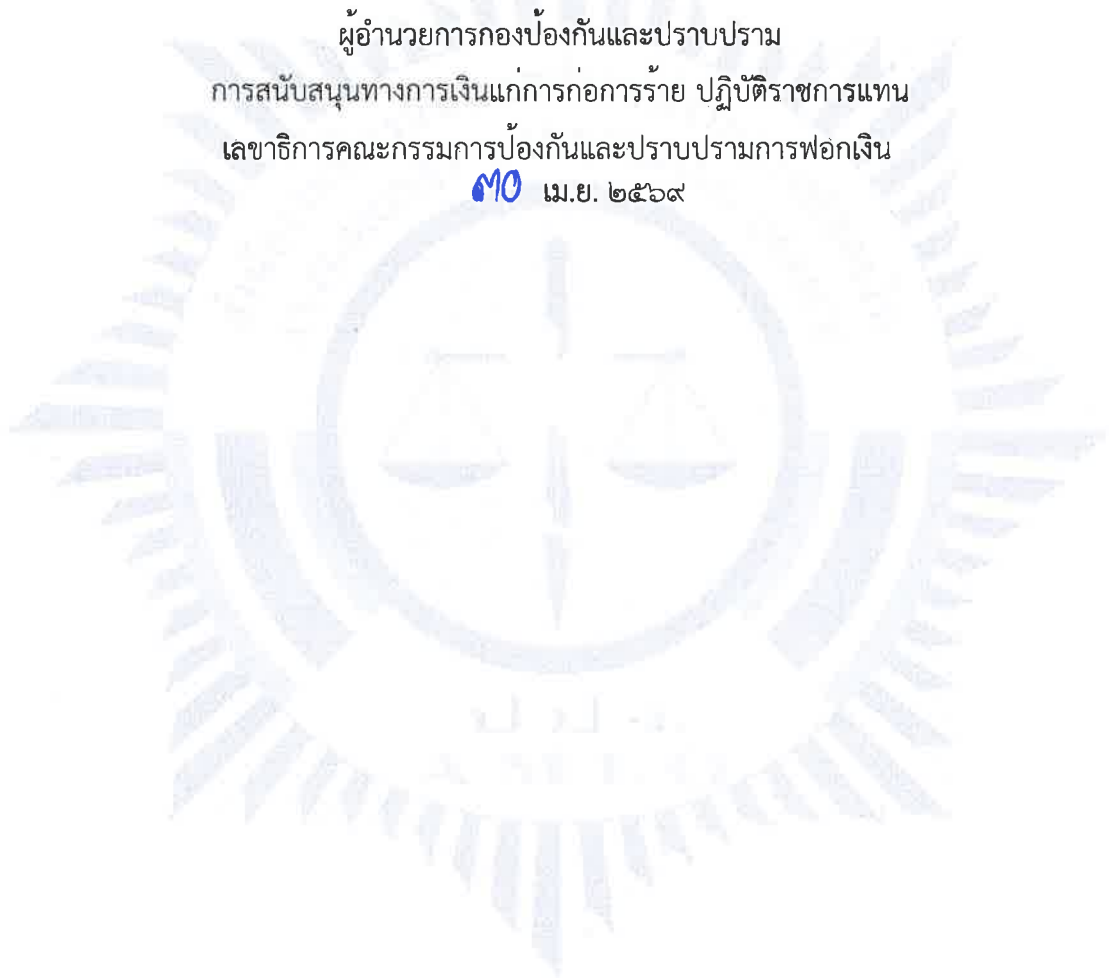 ผู้อำนวยการกองป้องกันและปราบปราม
การสนับสนุนทางการเงินแก่การก่อการร้าย ปฏิบัติราชการแทน
เลขาธิการคณะกรรมการป้องกันและปราบปรามการฟอกเงิน
๓๐ เม.ย. ๒๕๖๙